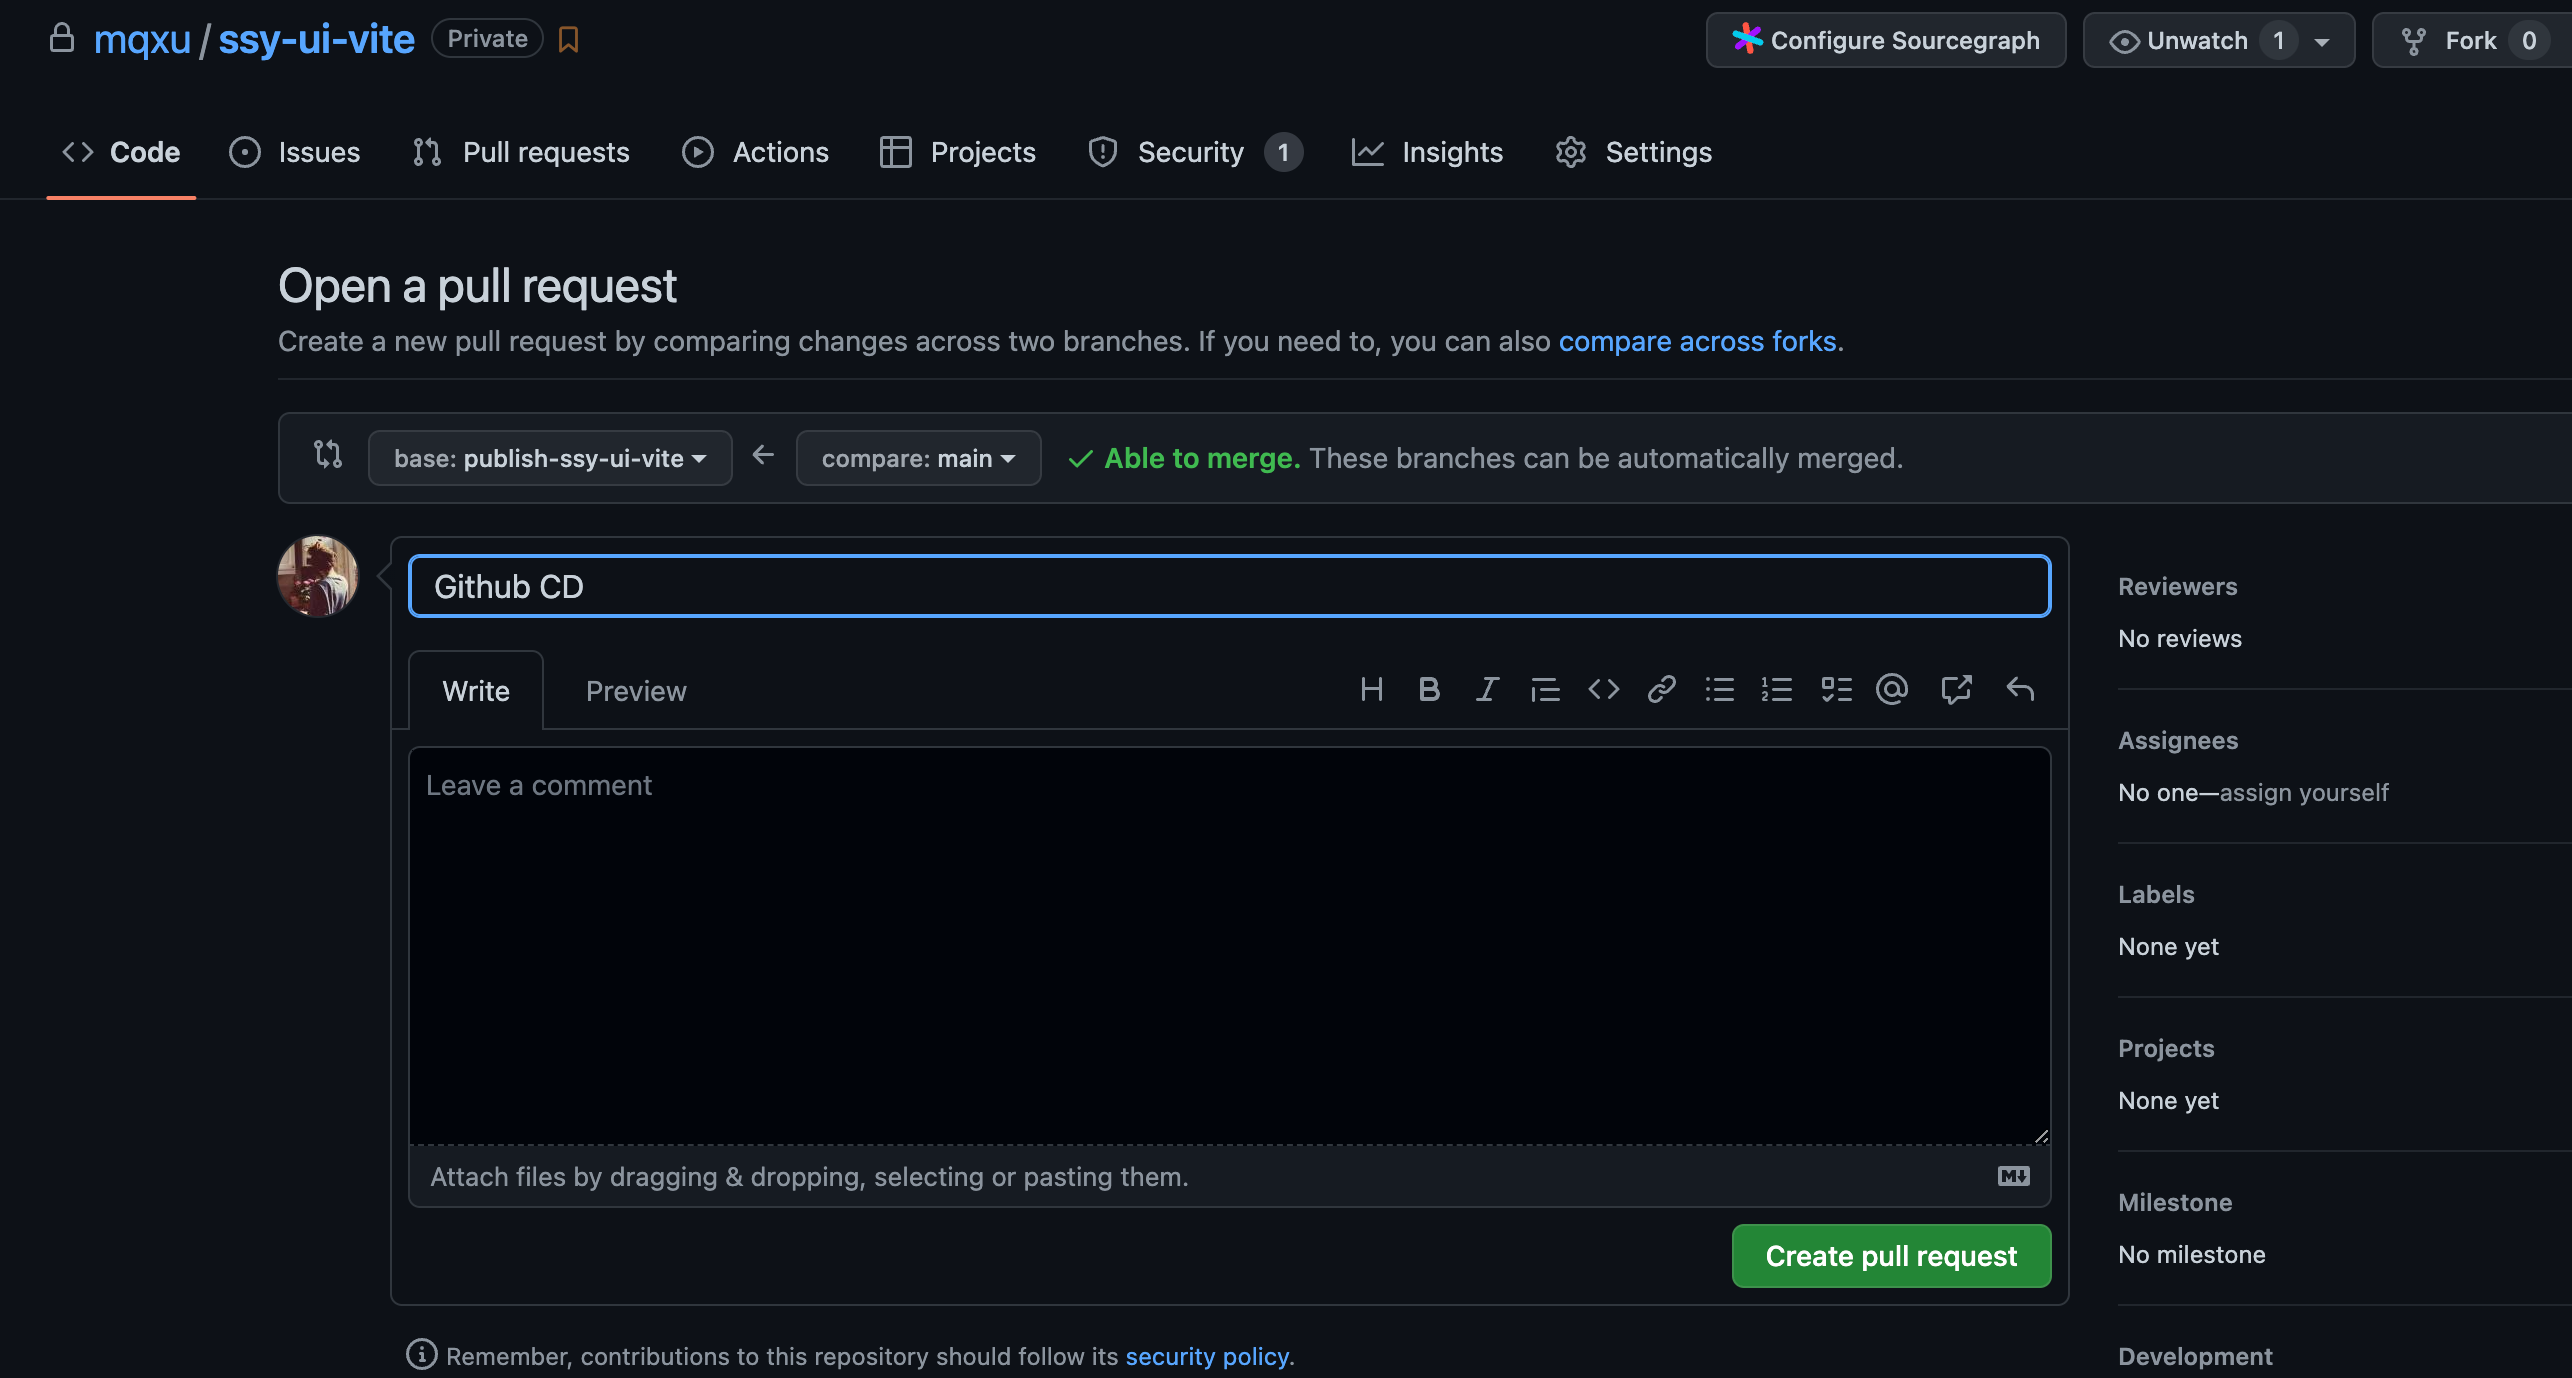 mqxu / ssy-ui-vite Private Configure Sourcegraph Unwatch 1 Fork 0
Code Issues Pull requests Actions Projects Security 1 Insights Settings
Open a pull request
Create a new pull request by comparing changes across two branches. If you need to, you can also compare across forks.
base: publish-ssy-ui-vite compare: main Able to merge. These branches can be automatically merged.
Github CD
Write Preview
Leave a comment
Attach files by dragging & dropping, selecting or pasting them.
Create pull request
Remember, contributions to this repository should follow its security policy.
Reviewers
No reviews
Assignees
No one—assign yourself
Labels
None yet
Projects
None yet
Milestone
No milestone
Development